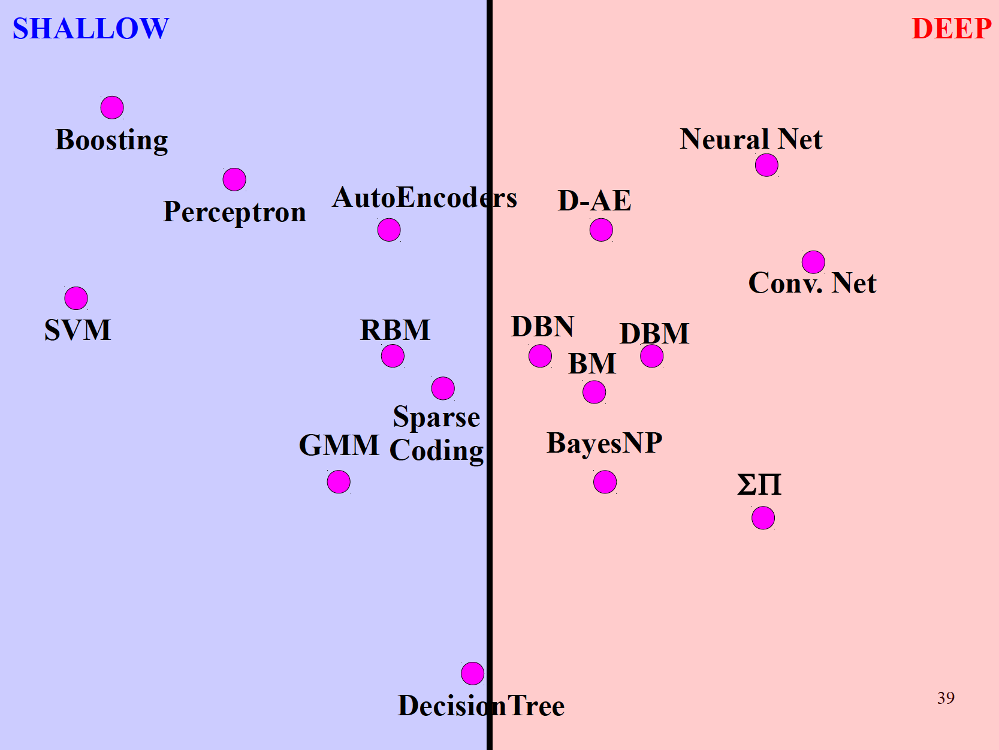 SHALLOW
DEEP
Boosting
Neural Net
Perceptron
AutoEncoders
D-AE
Conv. Net
SVM
RBM
DBN
DBM
BM
Sparse
Coding
GMM
BayesNP
ΣΠ
DecisionTree
39